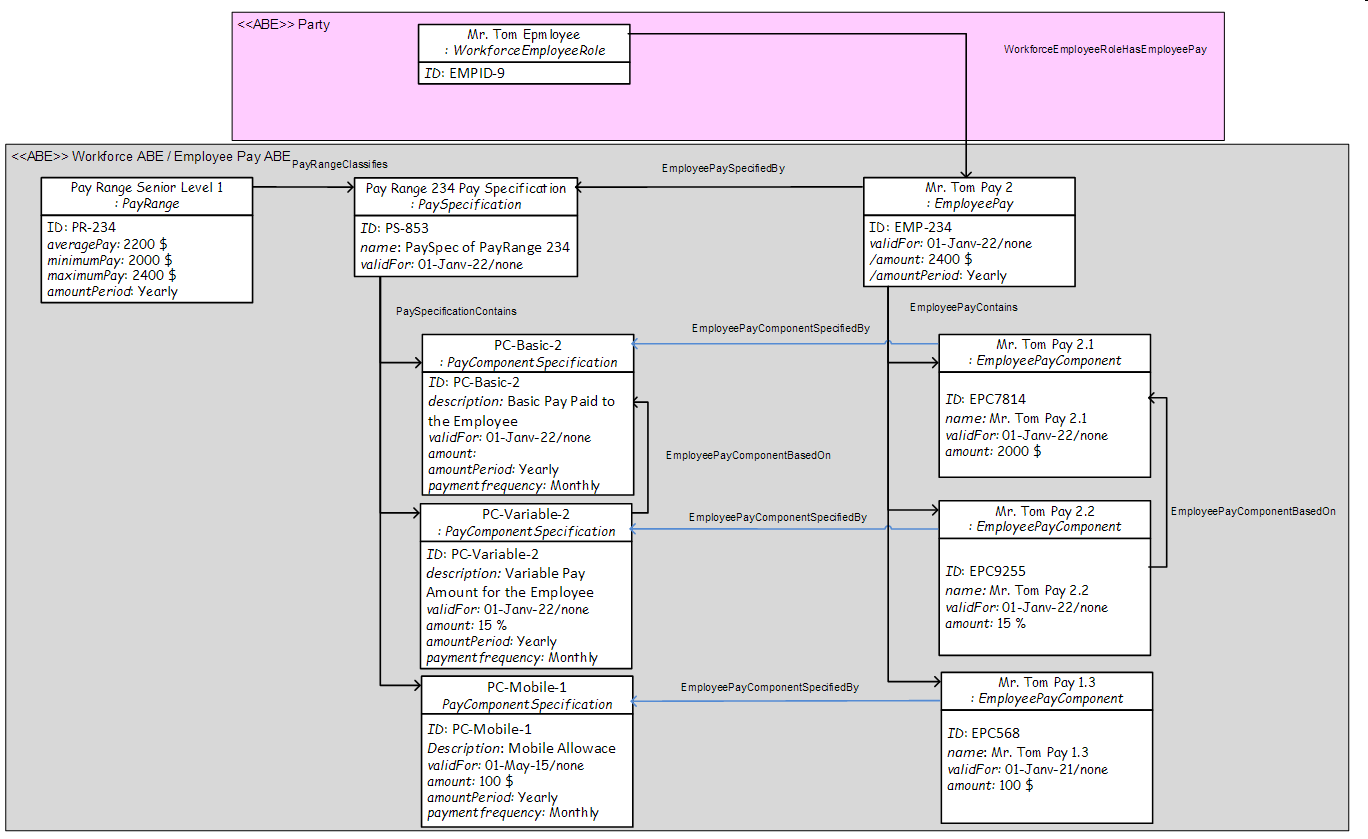 <<ABE>> Party
Mr. Tom Epmloyee
: WorkforceEmployeeRole
ID: EMPID-9
WorkforceEmployeeRoleHasEmployeePay
<<ABE>> Workforce ABE / Employee Pay ABE
PayRangeClassifies
EmployeePaySpecifiedBy
Pay Range Senior Level 1
: PayRange
ID: PR-234
averagePay: 2200 $
minimumPay: 2000 $
maximumPay: 2400 $
amountPeriod: Yearly
Pay Range 234 Pay Specification
: PaySpecification
ID: PS-853
name: PaySpec of PayRange 234
validFor: 01-Janv-22/none
Mr. Tom Pay 2
: EmployeePay
ID: EMP-234
validFor: 01-Janv-22/none
/amount: 2400 $
/amountPeriod: Yearly
PaySpecificationContains
EmployeePayContains
EmployeePayComponentSpecifiedBy
PC-Basic-2
: PayComponentSpecification
ID: PC-Basic-2
description: Basic Pay Paid to
the Employee
validFor: 01-Janv-22/none
amount:
amountPeriod: Yearly
paymentfrequency: Monthly
Mr. Tom Pay 2.1
: EmployeePayComponent
ID: EPC7814
name: Mr. Tom Pay 2.1
validFor: 01-Janv-22/none
amount: 2000 $
EmployeePayComponentBasedOn
EmployeePayComponentSpecifiedBy
PC-Variable-2
: PayComponentSpecification
ID: PC-Variable-2
description: Variable Pay
Amount for the Employee
validFor: 01-Janv-22/none
amount: 15 %
amountPeriod: Yearly
paymentfrequency: Monthly
Mr. Tom Pay 2.2
: EmployeePayComponent
ID: EPC9255
name: Mr. Tom Pay 2.2
validFor: 01-Janv-22/none
amount: 15 %
EmployeePayComponentBasedOn
EmployeePayComponentSpecifiedBy
PC-Mobile-1
PayComponentSpecification
ID: PC-Mobile-1
Description: Mobile Allowace
validFor: 01-May-15/none
amount: 100 $
amountPeriod: Yearly
paymentfrequency: Monthly
Mr. Tom Pay 1.3
: EmployeePayComponent
ID: EPC568
name: Mr. Tom Pay 1.3
validFor: 01-Janv-21/none
amount: 100 $